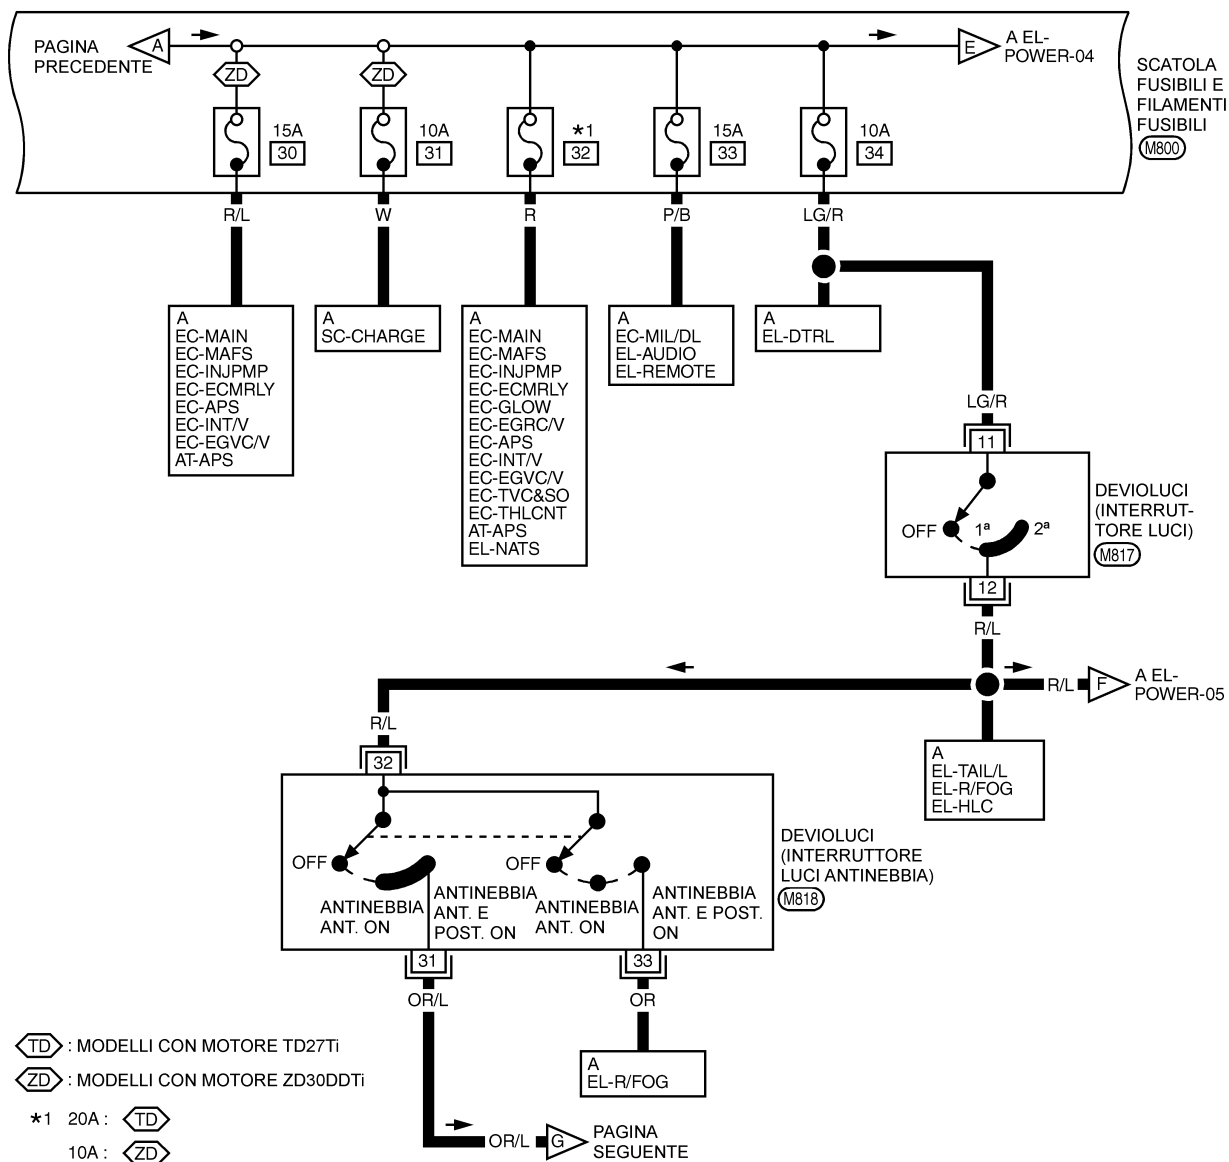 PAGINA
PRECEDENTE
A
E
A EL-
POWER-04
SCATOLA
FUSIBILI E
FILAMENTI
FUSIBILI
M800
ZD
ZD
15A
30
10A
31
*1
32
15A
33
10A
34
R/L
W
R
P/B
LG/R
A
EC-MAIN
EC-MAFS
EC-INJPMP
EC-ECMRLY
EC-APS
EC-INT/V
EC-EGVC/V
AT-APS
A
SC-CHARGE
A
EC-MAIN
EC-MAFS
EC-INJPMP
EC-ECMRLY
EC-GLOW
EC-EGRC/V
EC-APS
EC-INT/V
EC-EGVC/V
EC-TVC&SO
EC-THLCNT
AT-APS
EL-NATS
A
EC-MIL/DL
EL-AUDIO
EL-REMOTE
A
EL-DTRL
LG/R
11
OFF
1ª
2ª
DEVIOLUCI
(INTERRUT-
TORE LUCI)
M817
12
R/L
R/L
F
A EL-
POWER-05
R/L
32
A
EL-TAIL/L
EL-R/FOG
EL-HLC
OFF
ANTINEBBIA
ANT. ON
ANTINEBBIA
ANT. E
POST. ON
OFF
ANTINEBBIA
ANT. ON
ANTINEBBIA
ANT. E POST.
ON
DEVIOLUCI
(INTERRUTTORE
LUCI ANTINEBBIA)
M818
31
33
OR/L
OR
A
EL-R/FOG
OR/L
G
PAGINA
SEGUENTE
TD : MODELLI CON MOTORE TD27Ti
ZD : MODELLI CON MOTORE ZD30DDTi
*1 20A : TD
10A : ZD